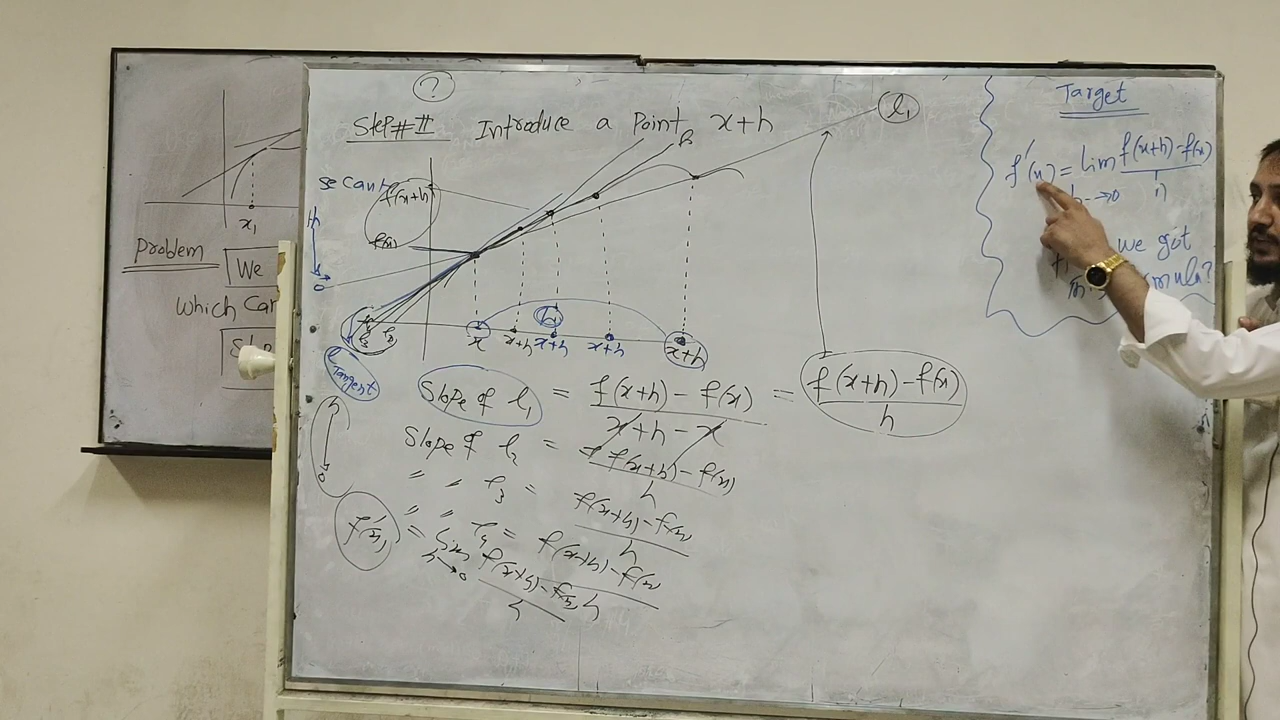 ?
Step#II Introduce a Point x+h
l₁
secant
f(x+h)
f(x)
h
0
x x+h x+h x+h x+h
h
Tangent
Slope of l₁ = f(x+h) - f(x) / x+h - x = f(x+h) - f(x) / h
Slope of l₂ = f(x+h) - f(x) / h
" " l₃ = f(x+h) - f(x) / h
" " l₄ = f(x+h) - f(x) / h
f'(x) = lim h→0 f(x+h) - f(x) / h
h
0
Target
f'(x) = lim h→0 f(x+h) - f(x) / h
we got
x₁
Problem We
which Can